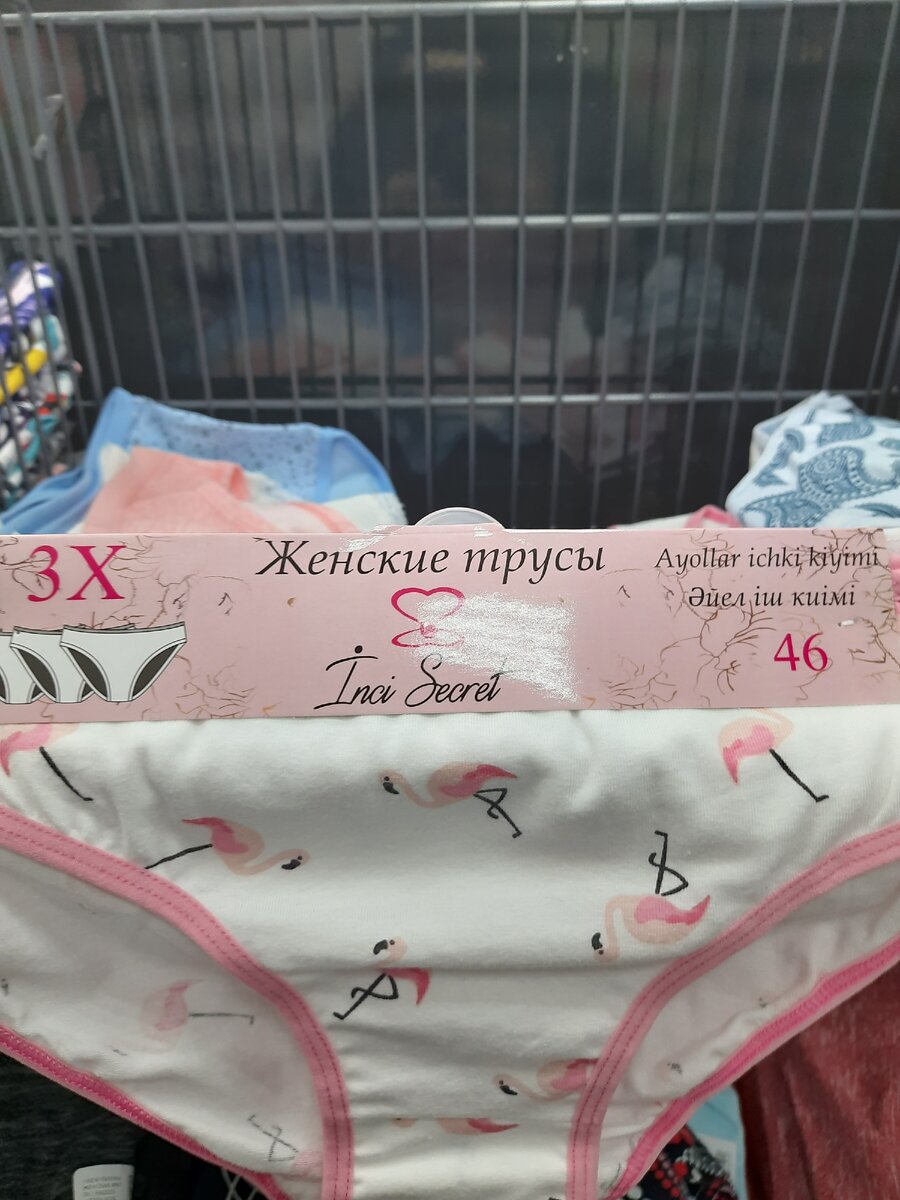 3X
Женские трусы
İnci Secret
Ayollar ichki kiyimi
Әйел іш киімі
46